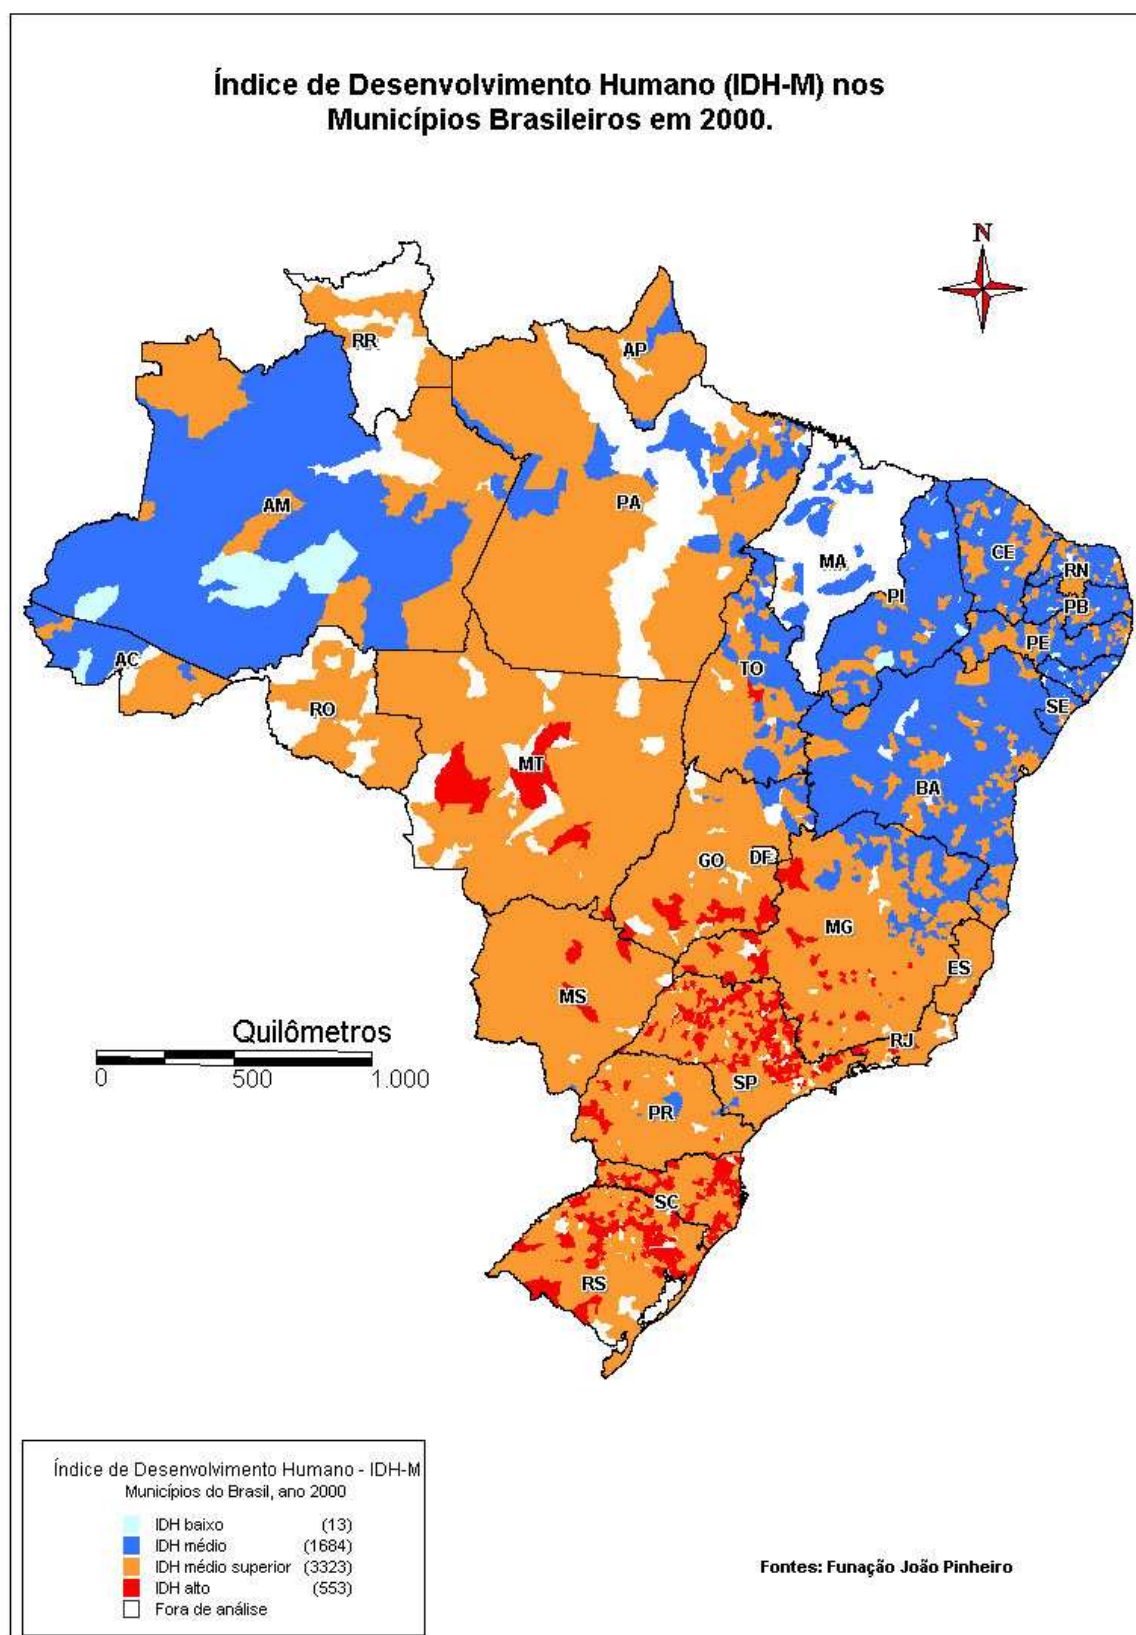 Índice de Desenvolvimento Humano (IDH-M) nos
Municípios Brasileiros em 2000.
N
RR
AP
AM
PA
MA
CE
RN
PB
PI
PE
AC
TO
SE
RO
MT
BA
GO
DF
MG
ES
MS
Quilômetros
0 500 1.000
RJ
SP
PR
SC
RS
Índice de Desenvolvimento Humano - IDH-M
Municípios do Brasil, ano 2000
IDH baixo (13)
IDH médio (1684)
IDH médio superior (3323)
IDH alto (553)
Fora de análise
Fontes: Funação João Pinheiro